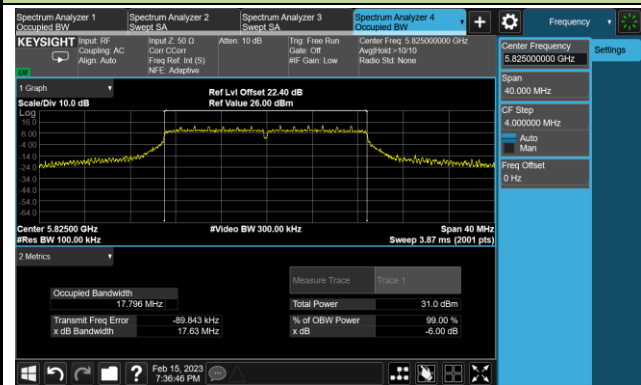 Spectrum Analyzer 1
Occupied BW
Spectrum Analyzer 2
Swept SA
Spectrum Analyzer 3
Swept SA
Spectrum Analyzer 4
Occupied BW
+
Frequency
KEYSIGHT
Input: RF
Coupling: AC
Align: Auto
Input Z: 50 Ω
Corr CCorr
Freq Ref: Int (S)
NFE: Adaptive
Atten: 10 dB
Trig: Free Run
Gate: Off
#IF Gain: Low
Center Freq: 5.825000000 GHz
Avg|Hold:>10/10
Radio Std: None
Center Frequency
5.825000000 GHz
Settings
Span
40.000 MHz
CF Step
4.000000 MHz
Auto
Man
Freq Offset
0 Hz
1 Graph
Scale/Div 10.0 dB
Ref Lvl Offset 22.40 dB
Ref Value 26.00 dBm
Log
16.0
6.00
-4.00
-14.0
-24.0
-34.0
-44.0
-54.0
-64.0
Center 5.82500 GHz
#Res BW 100.00 kHz
#Video BW 300.00 kHz
Span 40 MHz
Sweep 3.87 ms (2001 pts)
2 Metrics
Measure Trace
Trace 1
Occupied Bandwidth
17.796 MHz
Total Power
31.0 dBm
Transmit Freq Error
-89.843 kHz
% of OBW Power
99.00 %
x dB Bandwidth
17.63 MHz
x dB
-6.00 dB
?
Feb 15, 2023
7:36:46 PM